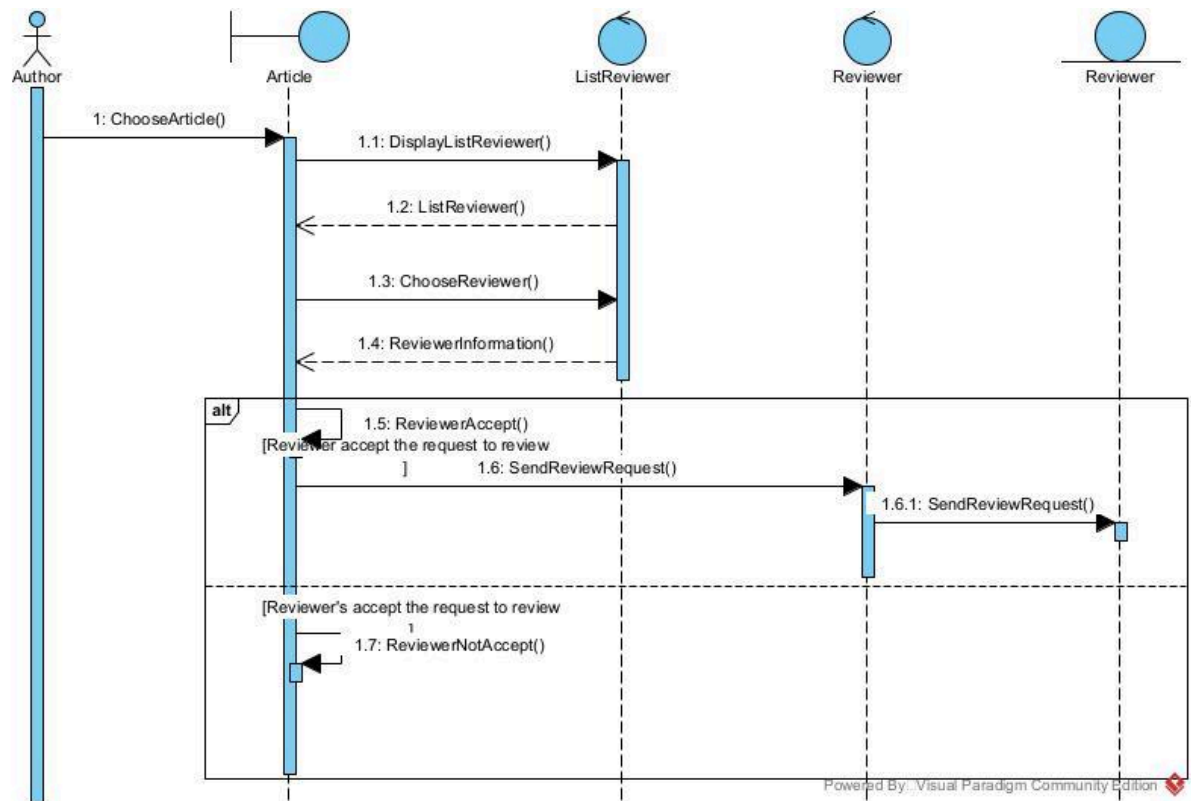 Author
Article
ListReviewer
Reviewer
Reviewer
1: ChooseArticle()
1.1: DisplayListReviewer()
1.2: ListReviewer()
1.3: ChooseReviewer()
1.4: ReviewerInformation()
alt
1.5: ReviewerAccept()
[Reviewer accept the request to review
]
1.6: SendReviewRequest()
1.6.1: SendReviewRequest()
[Reviewer's accept the request to review
1.7: ReviewerNotAccept()
Powered By: Visual Paradigm Community Edition